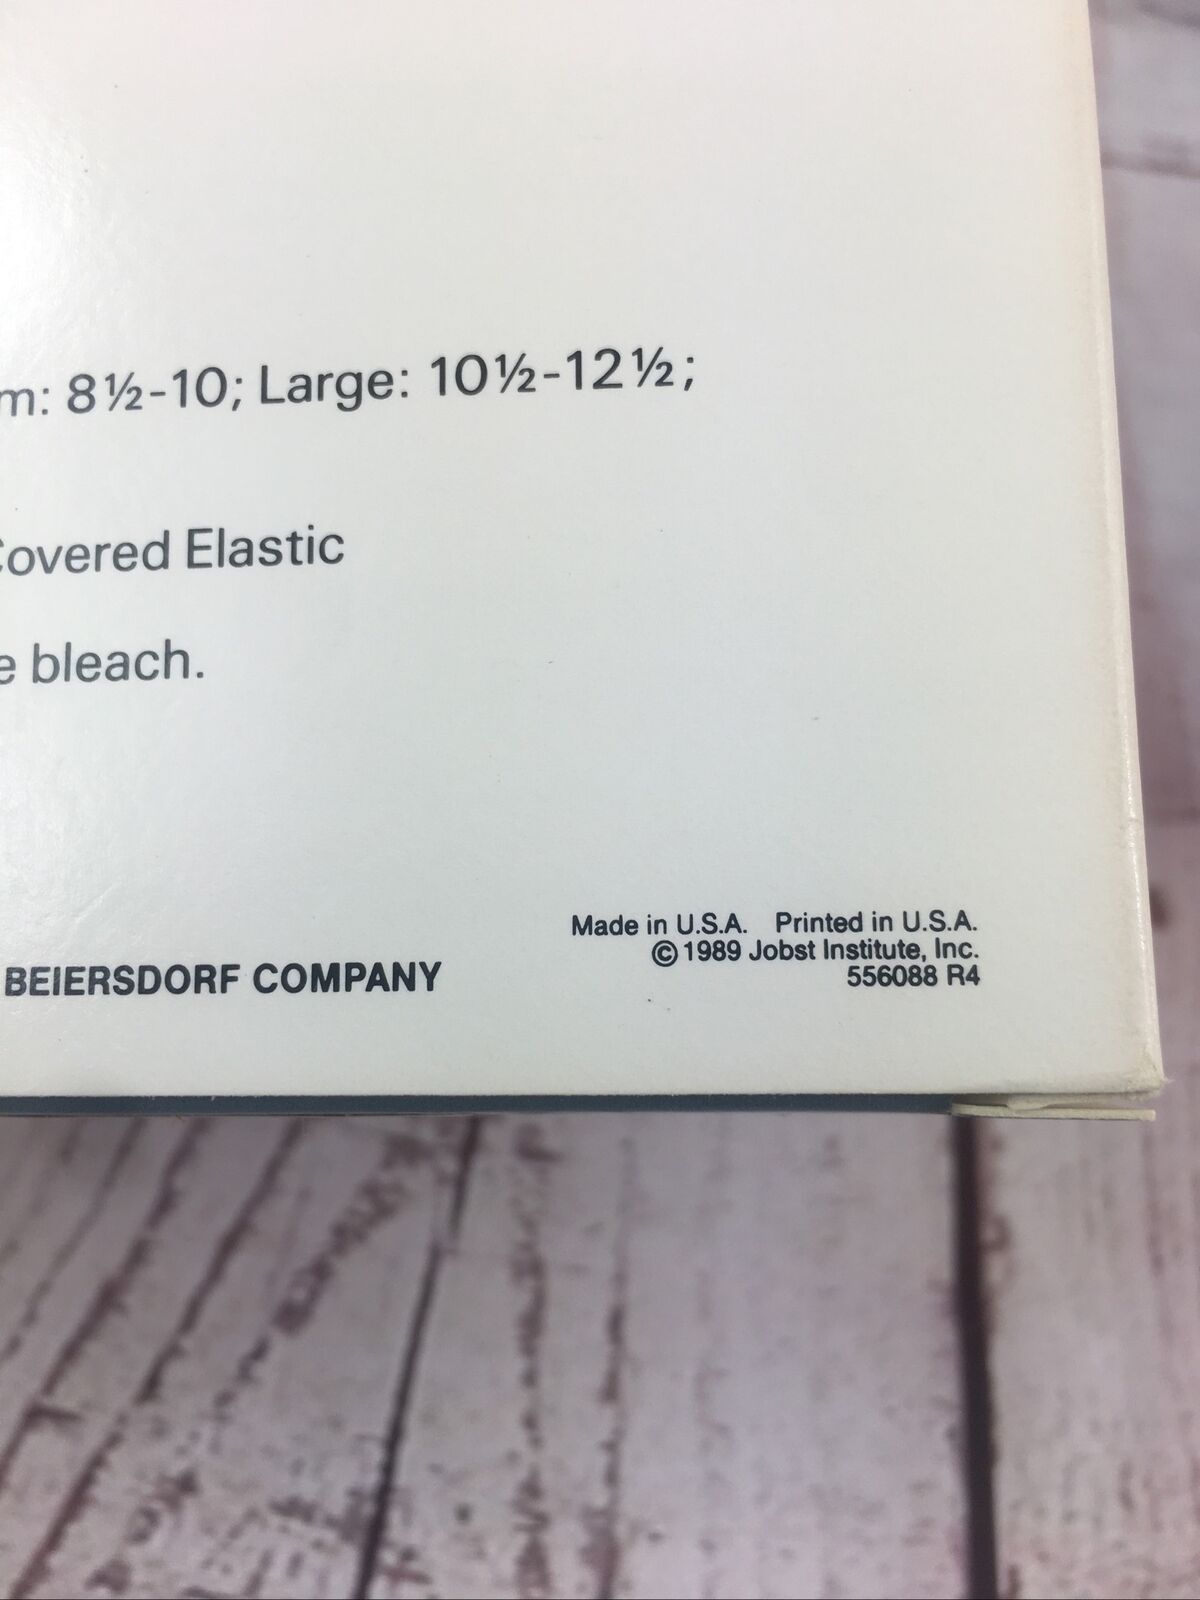 m: 8½-10; Large: 10½-12½;
Covered Elastic
e bleach.
BEIERSDORF COMPANY
Made in U.S.A. Printed in U.S.A.
© 1989 Jobst Institute, Inc.
556088 R4